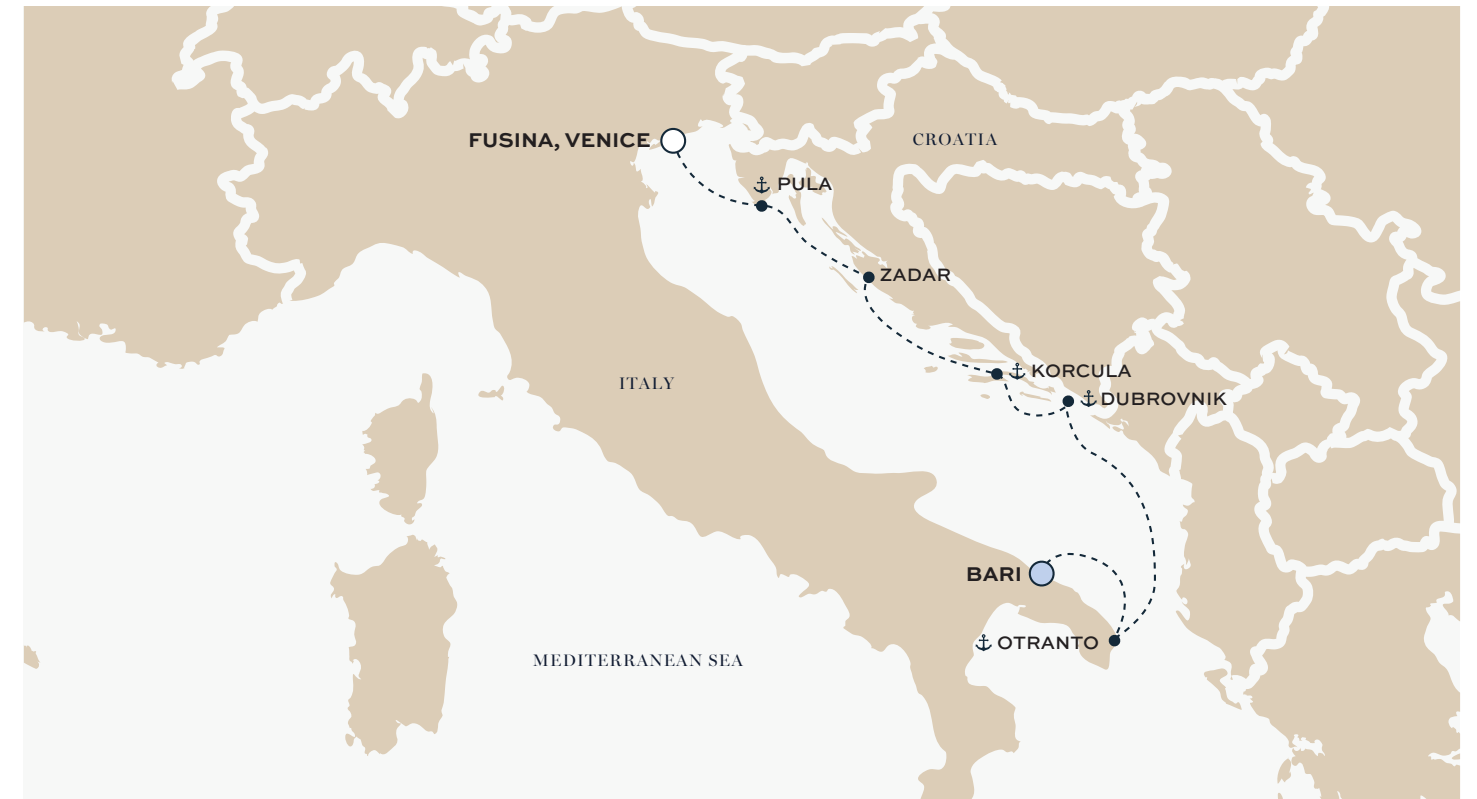 FUSINA, VENICE
CROATIA
PULA
ZADAR
KORCULA
ITALY
DUBROVNIK
BARI
OTRANTO
MEDITERRANEAN SEA